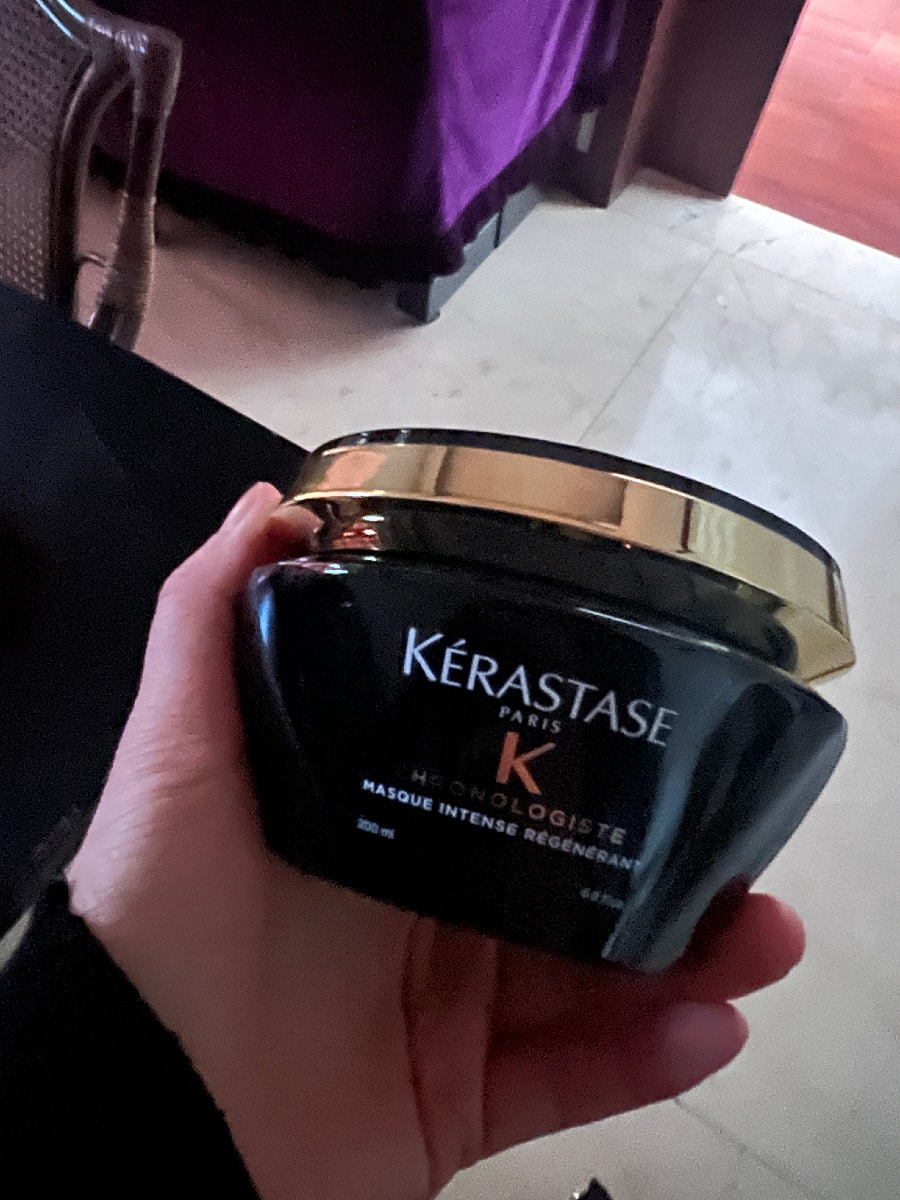 KÉRASTASE
PARIS
K
CHRONOLOGISTE
MASQUE INTENSE RÉGÉNÉRANT
200 ml